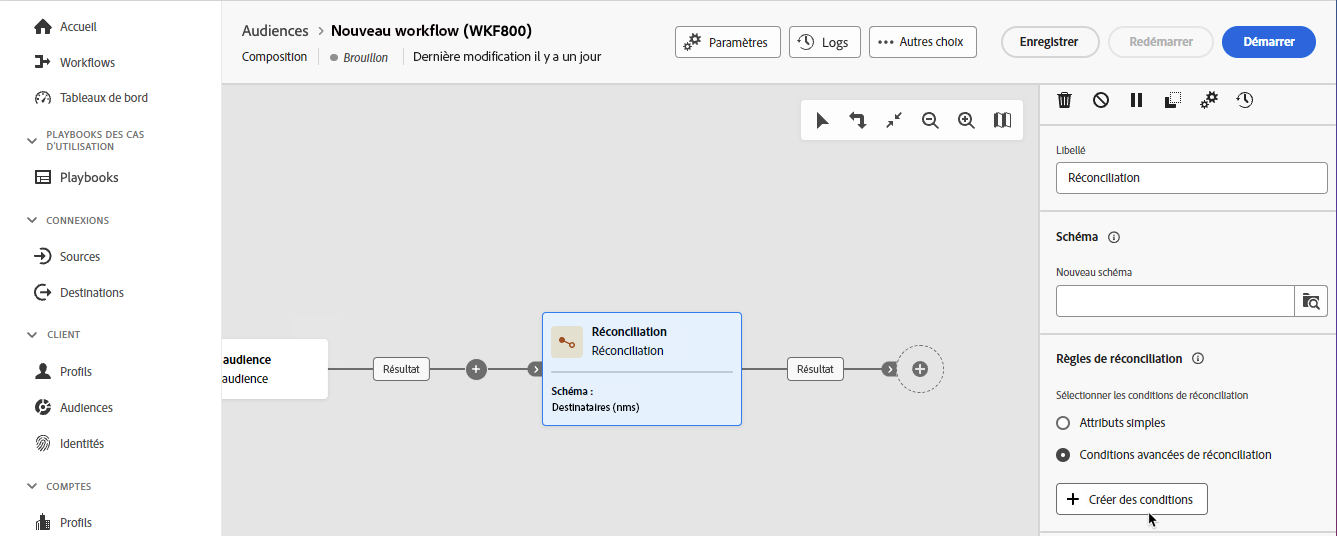 Accueil
Workflows
Tableaux de bord
PLAYBOOKS DES CAS
D'UTILISATION
Playbooks
CONNEXIONS
Sources
Destinations
CLIENT
Profils
Audiences
Identités
COMPTES
Profils
Audiences > Nouveau workflow (WKF800)
Composition
Brouillon
Dernière modification il y a un jour
Paramètres
Logs
Autres choix
Enregistrer
Redémarrer
Démarrer
audience
audience
Résultat
Réconciliation
Réconciliation
Schéma :
Destinataires (nms)
Résultat
Libellé
Réconciliation
Schéma
Nouveau schéma
Règles de réconciliation
Sélectionner les conditions de réconciliation
Attributs simples
Conditions avancées de réconciliation
Créer des conditions